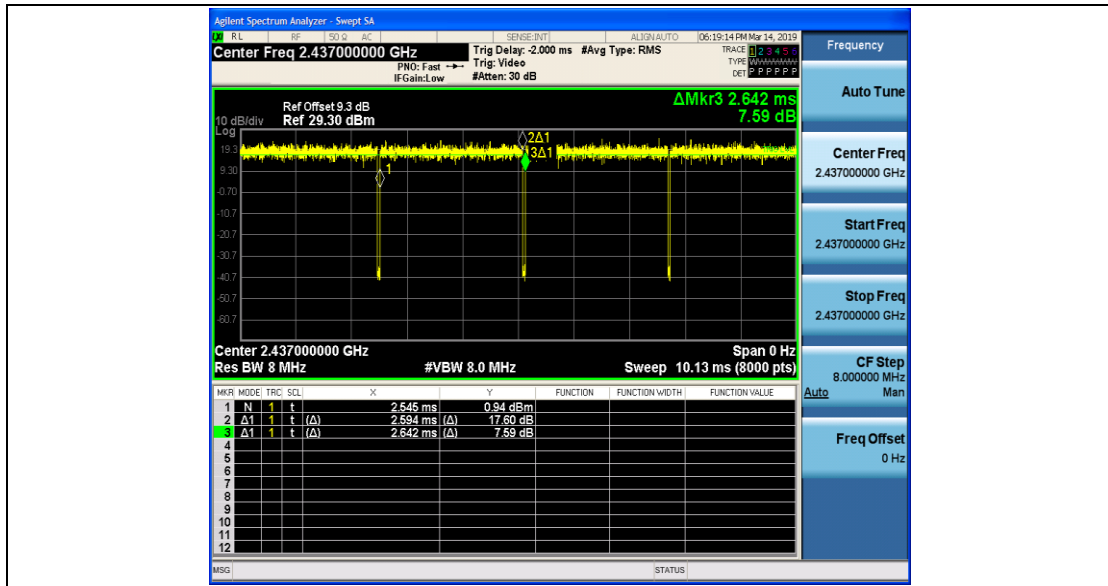 Agilent Spectrum Analyzer - Swept SA
LXI RL RF 50 Ω AC SENSE:INT ALIGNAUTO 06:19:14 PM Mar 14, 2019
Center Freq 2.437000000 GHz
Trig Delay: -2.000 ms #Avg Type: RMS
TRACE 1 2 3 4 5 6
PNO: Fast
Trig: Video
TYPE
IFGain:Low
#Atten: 30 dB
DET P P P P P P
ΔMkr3 2.642 ms
7.59 dB
Ref Offset 9.3 dB
10 dB/div Ref 29.30 dBm
Log
2Δ1
3Δ1
1
19.3
9.30
-0.70
-10.7
-20.7
-30.7
-40.7
-50.7
-60.7
Center 2.437000000 GHz Span 0 Hz
Res BW 8 MHz #VBW 8.0 MHz Sweep 10.13 ms (8000 pts)
MKR MODE TRC SCL X Y FUNCTION FUNCTION WIDTH FUNCTION VALUE
1 N 1 t 2.545 ms 0.94 dBm
2 Δ1 1 t (Δ) 2.594 ms (Δ) 17.60 dB
3 Δ1 1 t (Δ) 2.642 ms (Δ) 7.59 dB
4
5
6
7
8
9
10
11
12
MSG STATUS
Frequency
Auto Tune
Center Freq
2.437000000 GHz
Start Freq
2.437000000 GHz
Stop Freq
2.437000000 GHz
CF Step
8.000000 MHz
Auto Man
Freq Offset
0 Hz